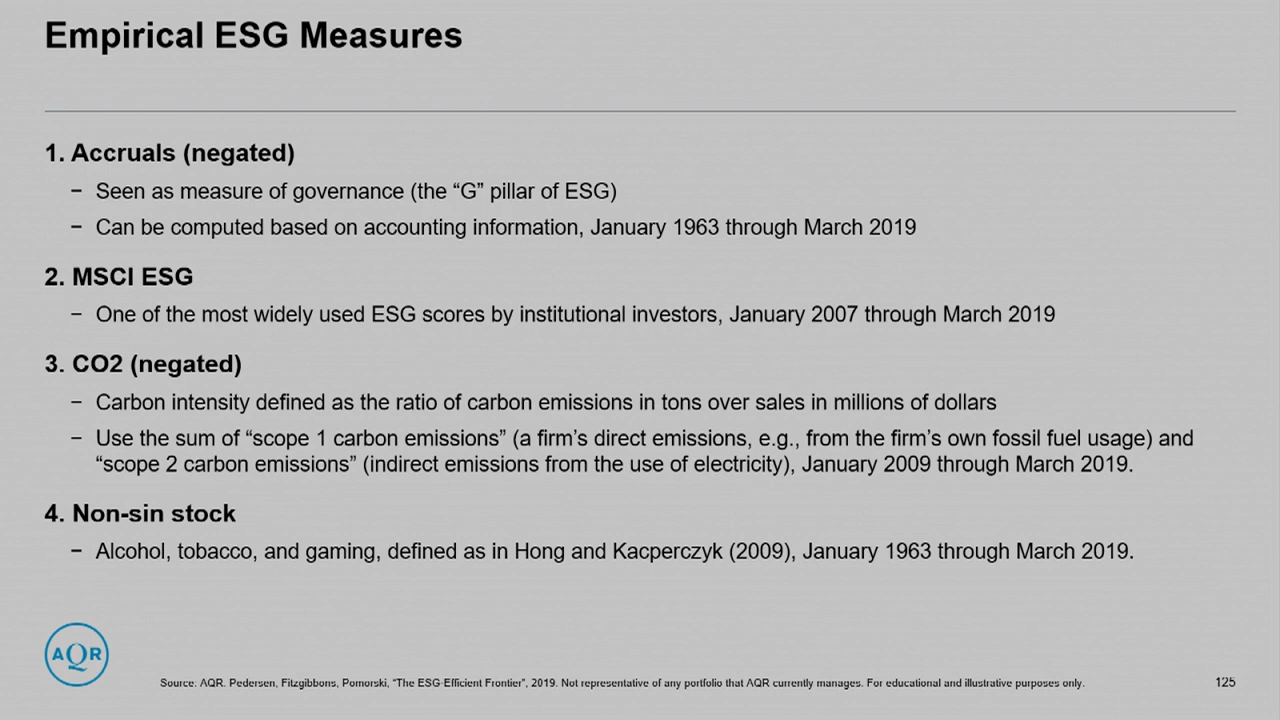 Empirical ESG Measures
1. Accruals (negated)
− Seen as measure of governance (the “G” pillar of ESG)
− Can be computed based on accounting information, January 1963 through March 2019
2. MSCI ESG
− One of the most widely used ESG scores by institutional investors, January 2007 through March 2019
3. CO2 (negated)
− Carbon intensity defined as the ratio of carbon emissions in tons over sales in millions of dollars
− Use the sum of “scope 1 carbon emissions” (a firm’s direct emissions, e.g., from the firm’s own fossil fuel usage) and
“scope 2 carbon emissions” (indirect emissions from the use of electricity), January 2009 through March 2019.
4. Non-sin stock
− Alcohol, tobacco, and gaming, defined as in Hong and Kacperczyk (2009), January 1963 through March 2019.
AQR
Source: AQR. Pedersen, Fitzgibbons, Pomorski, “The ESG-Efficient Frontier”, 2019. Not representative of any portfolio that AQR currently manages. For educational and illustrative purposes only.
125